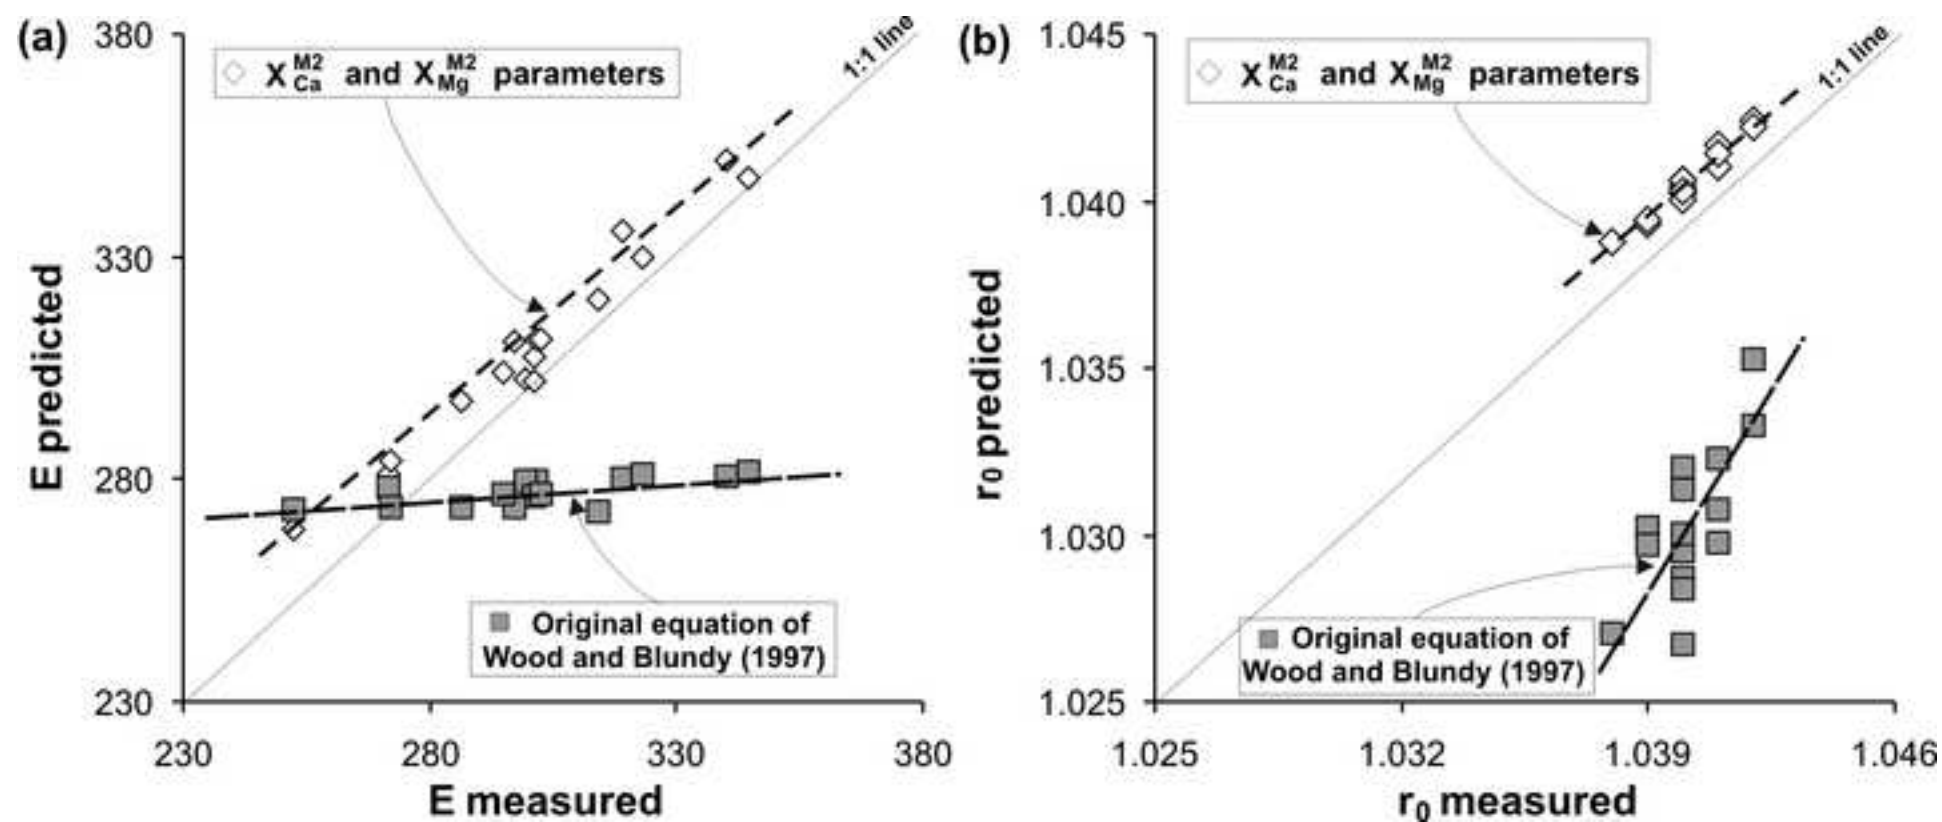 (a)
380
330
280
230
230
280
330
380
E predicted
E measured
X Ca M2 and X Mg M2 parameters
1:1 line
Original equation of
Wood and Blundy (1997)
(b)
1.045
1.040
1.035
1.030
1.025
1.025
1.032
1.039
1.046
r0 predicted
r0 measured
X Ca M2 and X Mg M2 parameters
1:1 line
Original equation of
Wood and Blundy (1997)